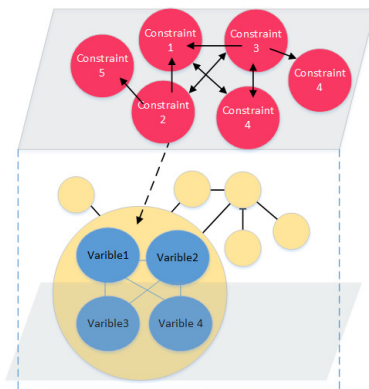 Constraint
1
Constraint
3
Constraint
5
Constraint
4
Constraint
2
Constraint
4
Varible1
Varible2
Varible3
Varible 4